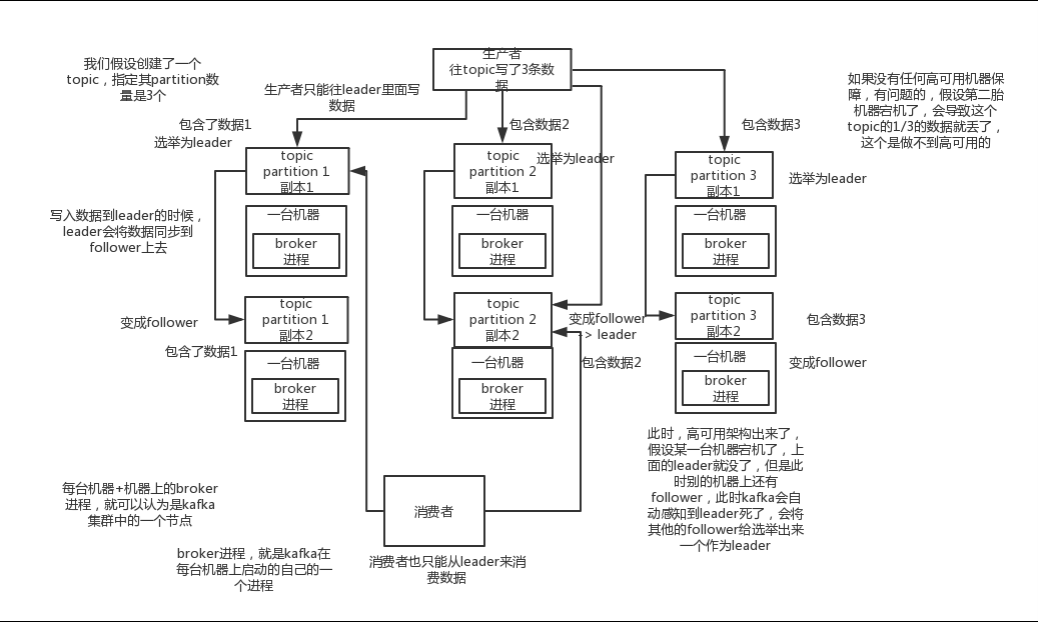 生产者
往topic写了3条数
据
我们假设创建了一个
topic，指定其partition数
量是3个
生产者只能往leader里面写
数据
如果没有任何高可用机器保
障，有问题的，假设第二胎
机器宕机了，会导致这个
topic的1/3的数据就丢了，
这个是做不到高可用的
包含了数据1
选举为leader
包含数据2
选举为leader
包含数据3
选举为leader
topic
partition 1
副本1
topic
partition 2
副本1
topic
partition 3
副本1
写入数据到leader的时候，
leader会将数据同步到
follower上去
一台机器
broker
进程
一台机器
broker
进程
一台机器
broker
进程
变成follower
包含了数据1
topic
partition 1
副本2
topic
partition 2
副本2
变成follower
-> leader
包含数据2
topic
partition 3
副本2
包含数据3
变成follower
一台机器
broker
进程
一台机器
broker
进程
一台机器
broker
进程
此时，高可用架构出来了，
假设某一台机器宕机了，上
面的leader就没了，但是此
时别的机器上还有
follower，此时kafka会自
动感知到leader死了，会将
其他的follower给选举出来
一个作为leader
每台机器+机器上的broker
进程，就可以认为是kafka
集群中的一个节点
消费者
broker进程，就是kafka在
每台机器上启动的自己的一
个进程
消费者也只能从leader来消
费数据